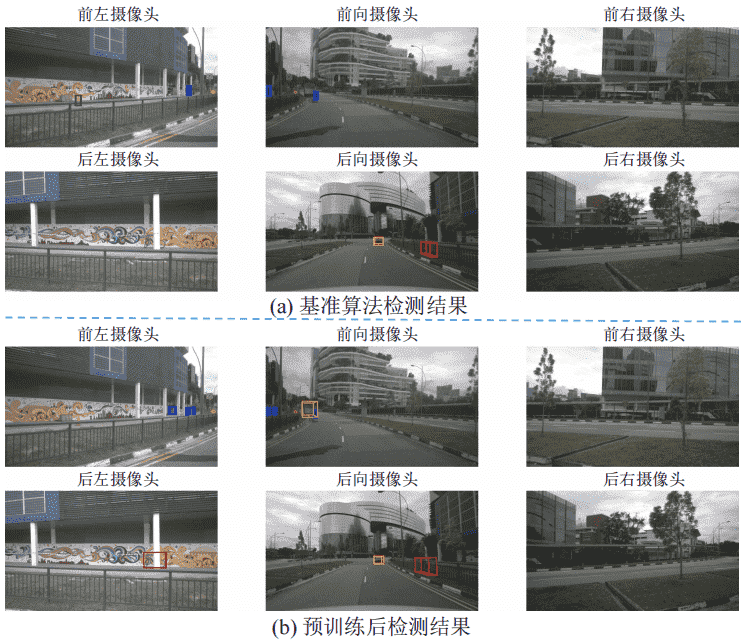 前左摄像头 前向摄像头 前右摄像头
后左摄像头 后向摄像头 后右摄像头
(a) 基准算法检测结果
前左摄像头 前向摄像头 前右摄像头
后左摄像头 后向摄像头 后右摄像头
(b) 预训练后检测结果